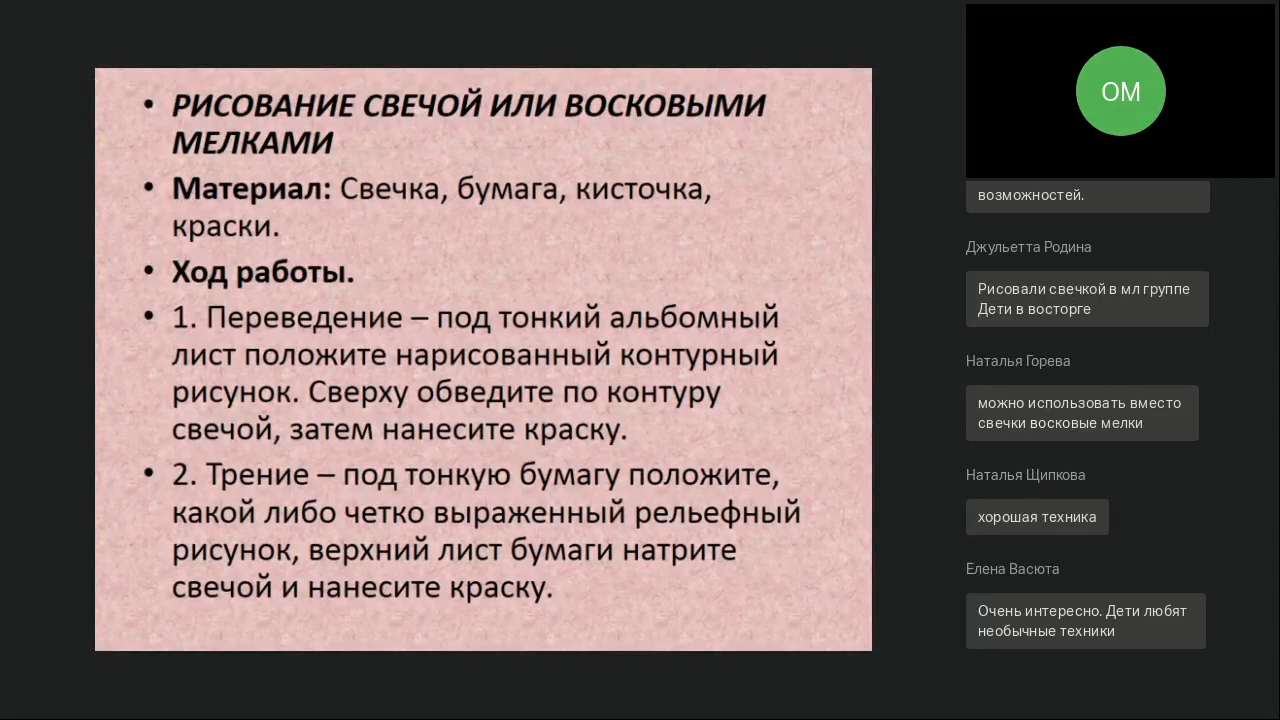 • РИСОВАНИЕ СВЕЧОЙ ИЛИ ВОСКОВЫМИ
МЕЛКАМИ
• Материал: Свечка, бумага, кисточка,
краски.
• Ход работы.
• 1. Переведение – под тонкий альбомный
лист положите нарисованный контурный
рисунок. Сверху обведите по контуру
свечой, затем нанесите краску.
• 2. Трение – под тонкую бумагу положите,
какой либо четко выраженный рельефный
рисунок, верхний лист бумаги натрите
свечой и нанесите краску.
ОМ
возможностей.
Джульетта Родина
Рисовали свечкой в мл группе
Дети в восторге
Наталья Горева
можно использовать вместо
свечки восковые мелки
Наталья Щипкова
хорошая техника
Елена Васюта
Очень интересно. Дети любят
необычные техники